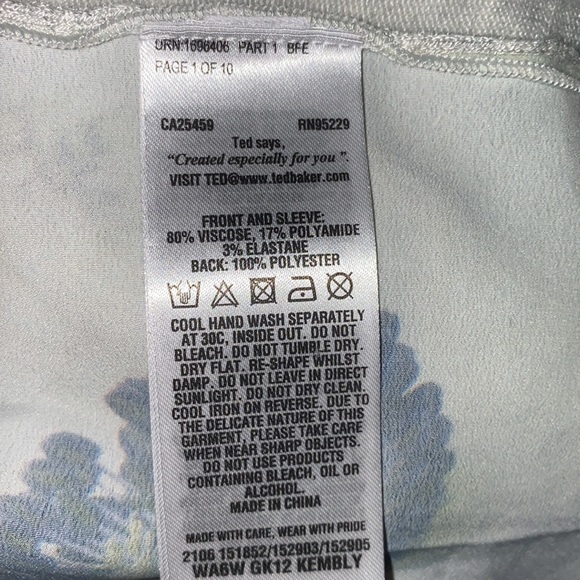 URN:1698406 PART 1 BFE
PAGE 1 OF 10
CA25459 RN95229
Ted says,
“Created especially for you ”.
VISIT TED@www.tedbaker.com
FRONT AND SLEEVE:
80% VISCOSE, 17% POLYAMIDE
3% ELASTANE
BACK: 100% POLYESTER
COOL HAND WASH SEPARATELY
AT 30C, INSIDE OUT. DO NOT
BLEACH. DO NOT TUMBLE DRY.
DRY FLAT. RE-SHAPE WHILST
DAMP. DO NOT LEAVE IN DIRECT
SUNLIGHT. DO NOT DRY CLEAN.
COOL IRON ON REVERSE. DUE TO
THE DELICATE NATURE OF THIS
GARMENT, PLEASE TAKE CARE
WHEN NEAR SHARP OBJECTS.
DO NOT USE PRODUCTS
CONTAINING BLEACH, OIL OR
ALCOHOL.
MADE IN CHINA
MADE WITH CARE, WEAR WITH PRIDE
2106 151852/152903/152905
WA6W GK12 KEMBLY